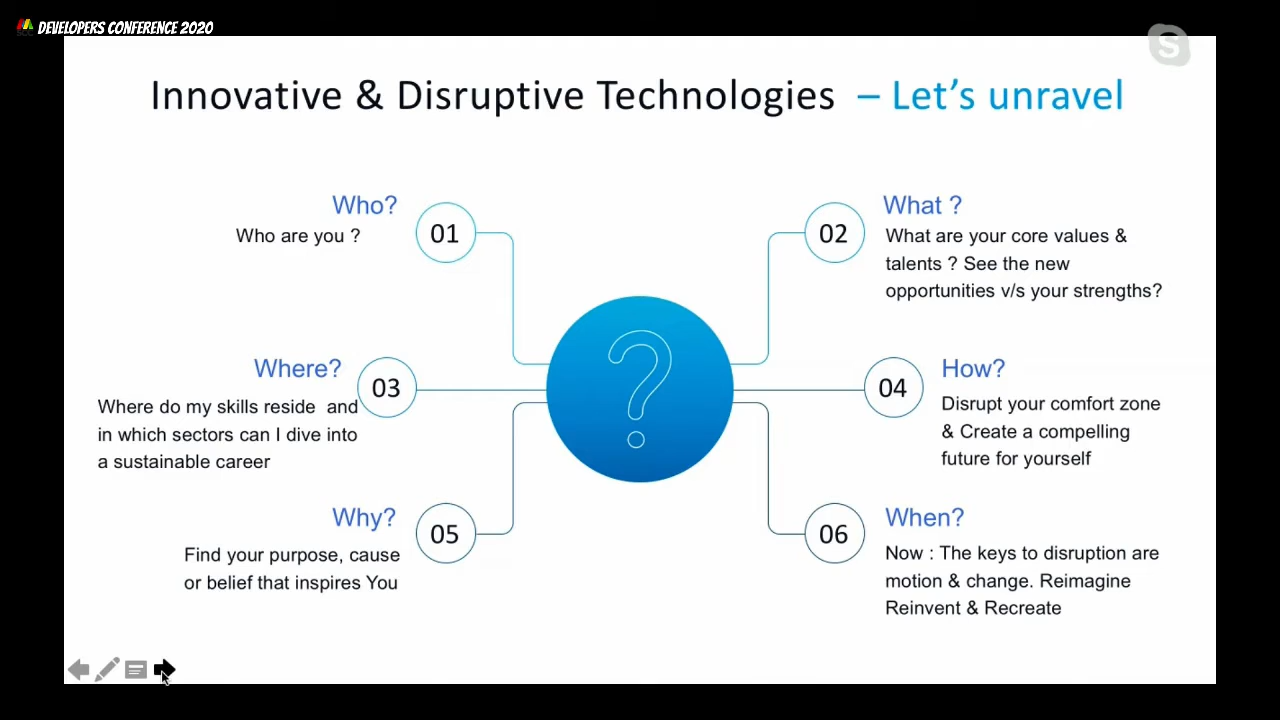 DEVELOPERS CONFERENCE 2020
S
Innovative & Disruptive Technologies – Let's unravel
Who?
Who are you ?
01
02
What ?
What are your core values &
talents ? See the new
opportunities v/s your strengths?
Where?
Where do my skills reside and
in which sectors can I dive into
a sustainable career
03
?
04
How?
Disrupt your comfort zone
& Create a compelling
future for yourself
Why?
Find your purpose, cause
or belief that inspires You
05
06
When?
Now : The keys to disruption are
motion & change. Reimagine
Reinvent & Recreate